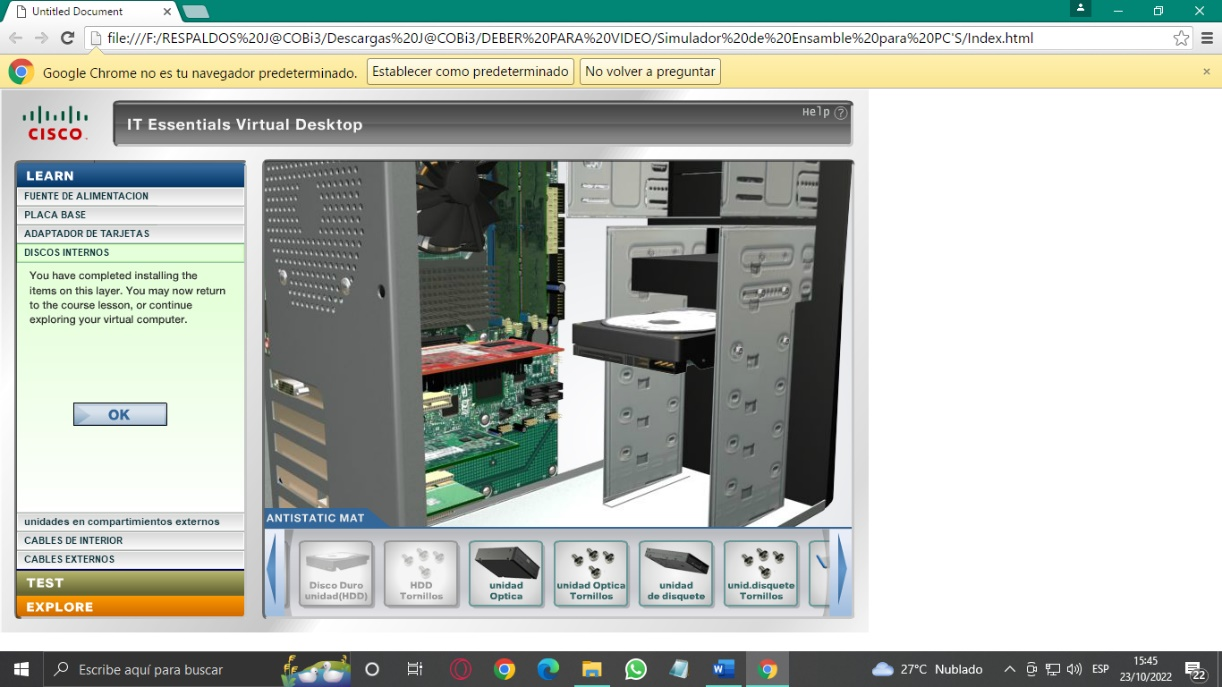 Untitled Document
file:///F:/RESPALDOS%20J@COBi3/Descargas%20J@COBi3/DEBER%20PARA%20VIDEO/Simulador%20de%20Ensamble%20para%20PC'S/Index.html
Google Chrome no es tu navegador predeterminado. Establecer como predeterminado No volver a preguntar
CISCO
IT Essentials Virtual Desktop
Help ?
LEARN
FUENTE DE ALIMENTACION
PLACA BASE
ADAPTADOR DE TARJETAS
DISCOS INTERNOS
You have completed installing the
items on this layer. You may now return
to the course lesson, or continue
exploring your virtual computer.
OK
unidades en compartimientos externos
CABLES DE INTERIOR
CABLES EXTERNOS
TEST
EXPLORE
ANTISTATIC MAT
Disco Duro
unidad(HDD)
HDD
Tornillos
unidad
Optica
unidad Optica
Tornillos
unidad
de disquete
unid.disquete
Tornillos
Escribe aquí para buscar
27°C Nublado
ESP
15:45
23/10/2022
22